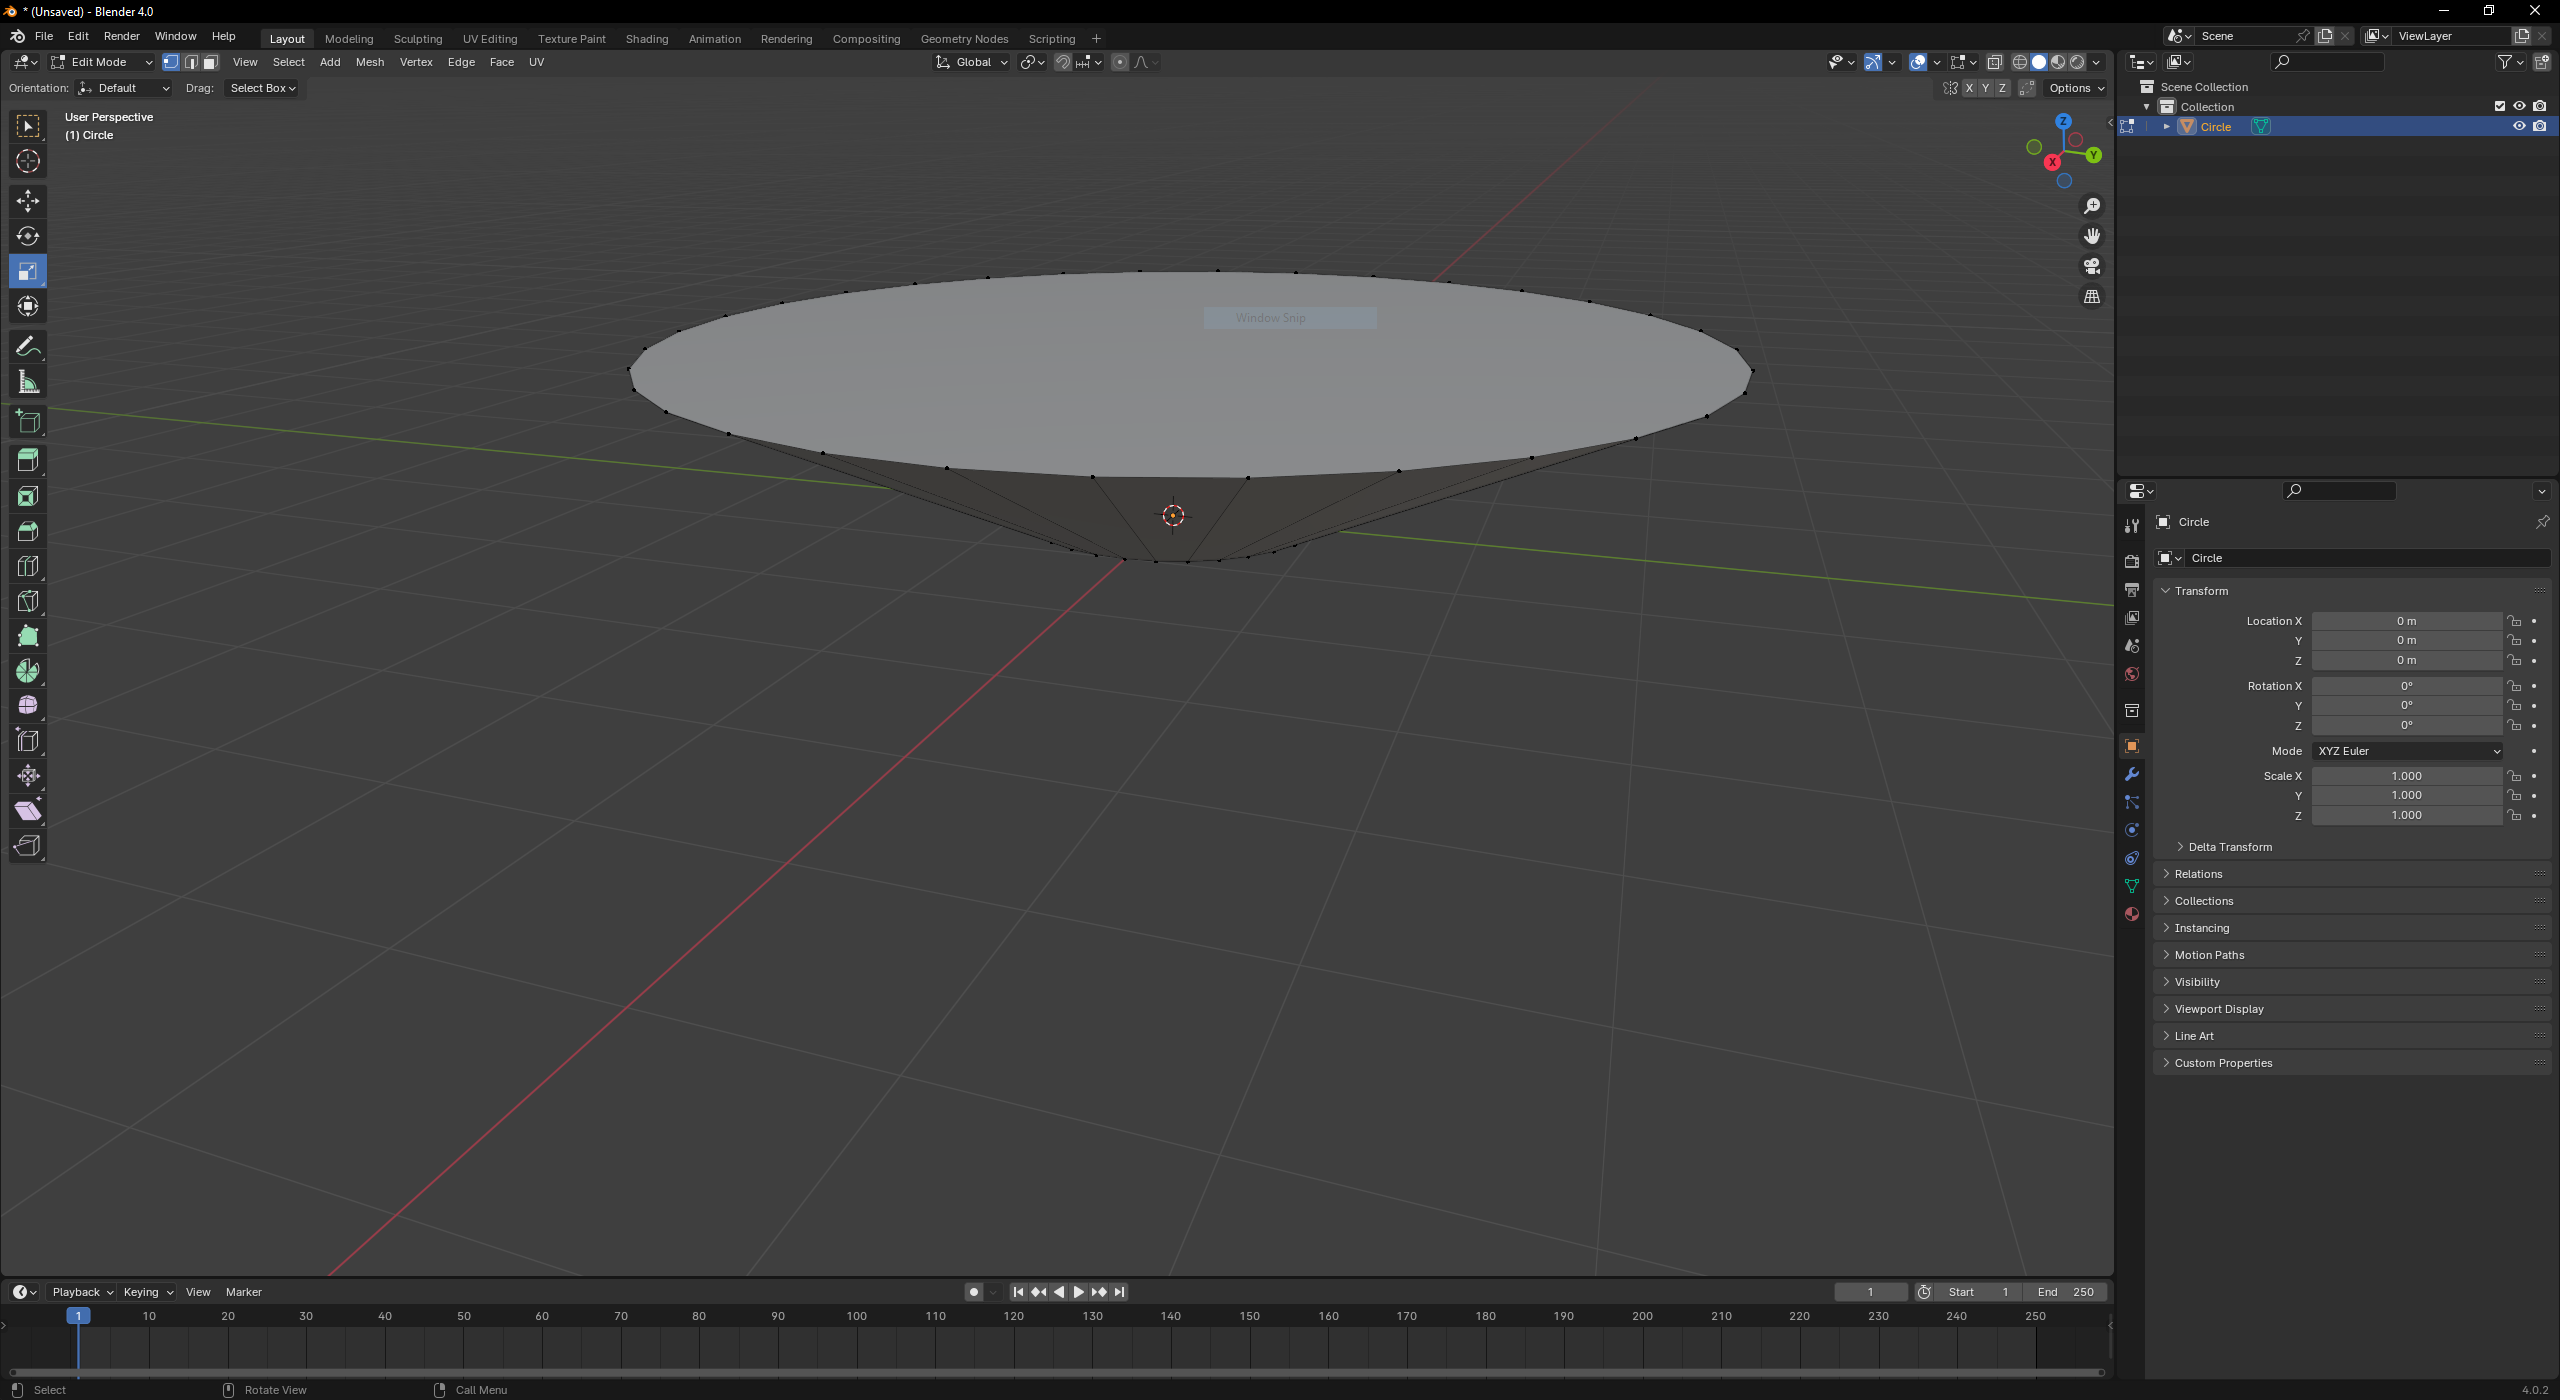 * (Unsaved) - Blender 4.0
File Edit Render Window Help Layout Modeling Sculpting UV Editing Texture Paint Shading Animation Rendering Compositing Geometry Nodes Scripting + Scene ViewLayer
Edit Mode View Select Add Mesh Vertex Edge Face UV Global
Orientation: Default Drag: Select Box X Y Z Options
User Perspective
(1) Circle
Z
Y
X
Window Snip
Scene Collection
Collection
Circle
Circle
Circle
Transform
Location X 0 m
Y 0 m
Z 0 m
Rotation X 0°
Y 0°
Z 0°
Mode XYZ Euler
Scale X 1.000
Y 1.000
Z 1.000
Delta Transform
Relations
Collections
Instancing
Motion Paths
Visibility
Viewport Display
Line Art
Custom Properties
Playback Keying View Marker 1 Start 1 End 250
1 10 20 30 40 50 60 70 80 90 100 110 120 130 140 150 160 170 180 190 200 210 220 230 240 250
Select Rotate View Call Menu 4.0.2